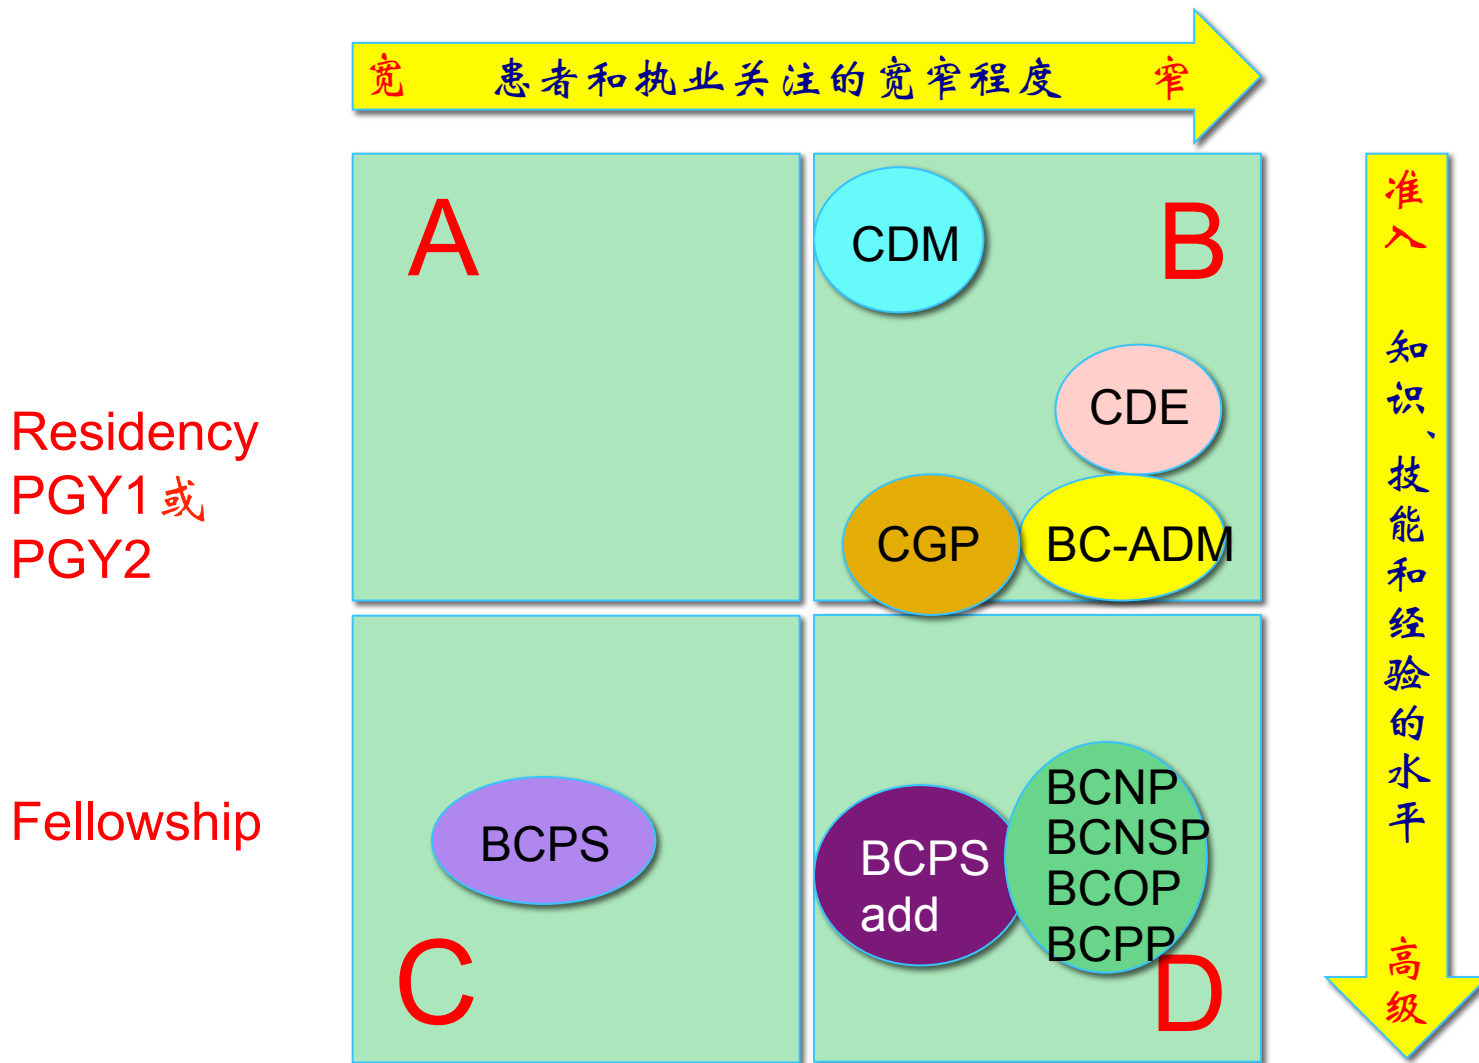 宽 患者和执业关注的宽窄程度 窄
A
CDM
B
CDE
CGP
BC-ADM
Residency
PGY1或
PGY2
C
BCPS
Fellowship
BCPS
add
BCNP
BCNSP
BCOP
BCPP
D
准入 知识、技能和经验的水平 高级